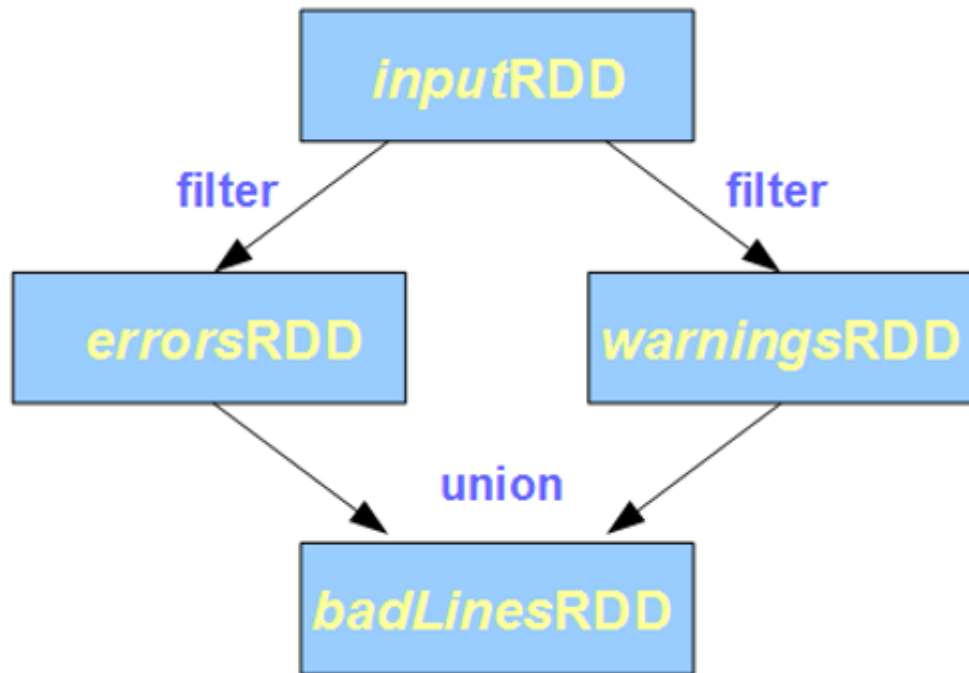 inputRDD
filter
filter
errorsRDD
warningsRDD
union
badLinesRDD